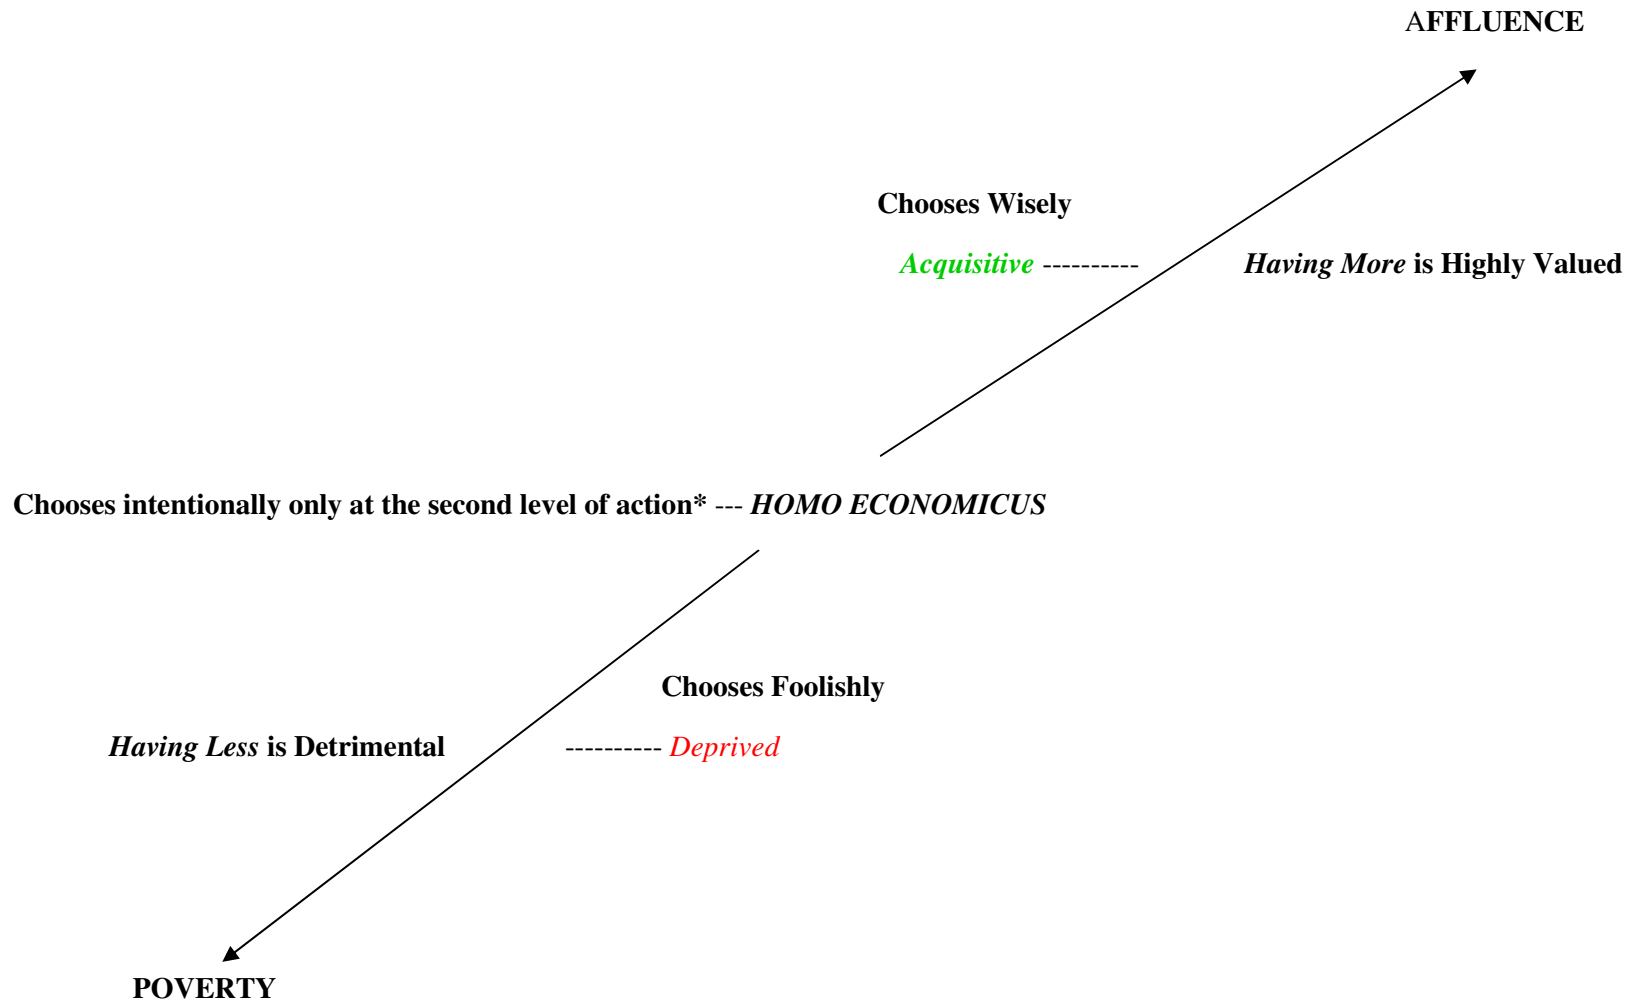 AFFLUENCE
Chooses Wisely
Acquisitive ---------- Having More is Highly Valued
Chooses intentionally only at the second level of action* --- HOMO ECONOMICUS
Chooses Foolishly
Having Less is Detrimental ---------- Deprived
POVERTY